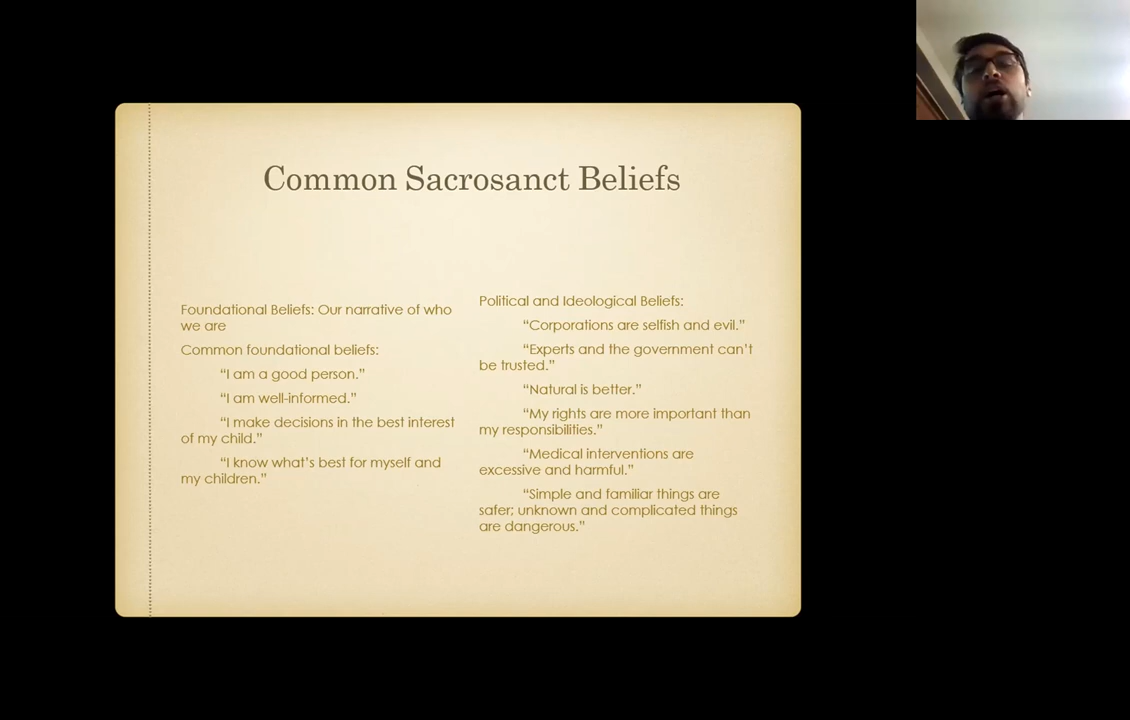 Common Sacrosanct Beliefs
Foundational Beliefs: Our narrative of who
we are
Common foundational beliefs:
“I am a good person.”
“I am well-informed.”
“I make decisions in the best interest
of my child.”
“I know what’s best for myself and
my children.”
Political and Ideological Beliefs:
“Corporations are selfish and evil.”
“Experts and the government can’t
be trusted.”
“Natural is better.”
“My rights are more important than
my responsibilities.”
“Medical interventions are
excessive and harmful.”
“Simple and familiar things are
safer; unknown and complicated things
are dangerous.”